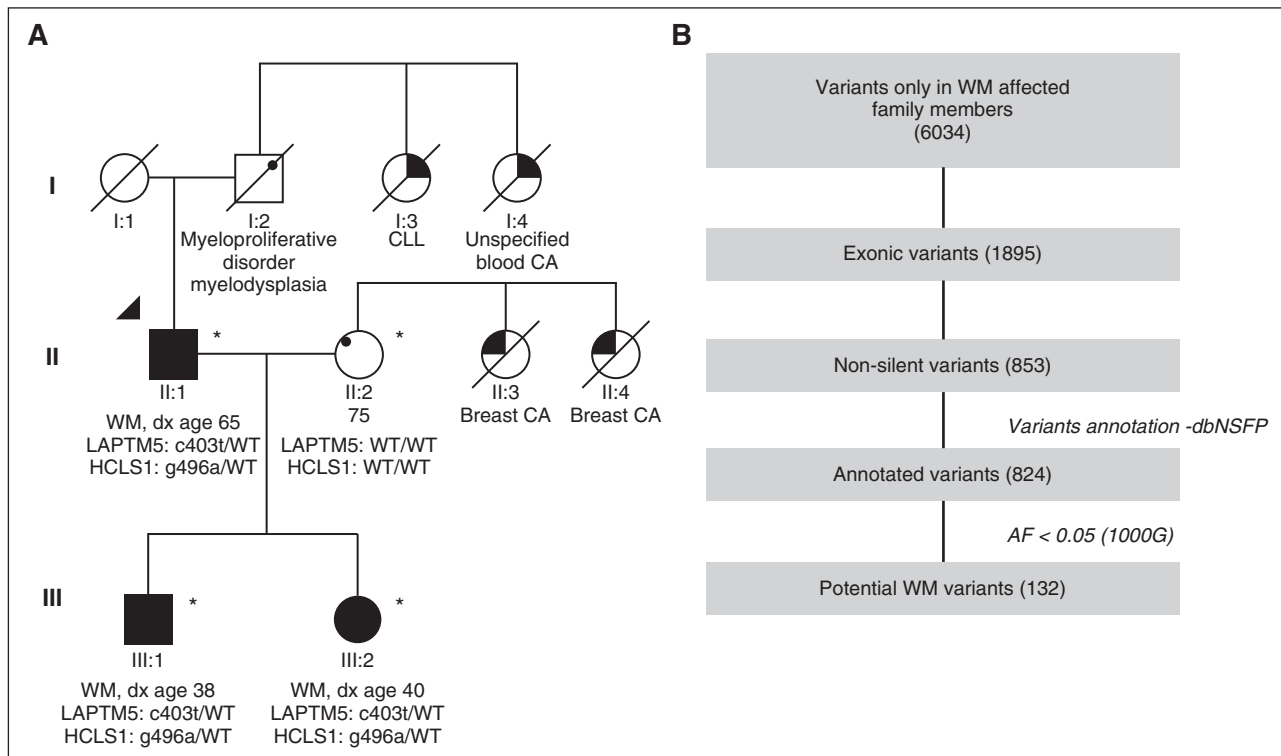 A
I
I:1
I:2
Myeloproliferative
disorder
myelodysplasia
I:3
CLL
I:4
Unspecified
blood CA
II
*
*
II:1
WM, dx age 65
LAPTM5: c403t/WT
HCLS1: g496a/WT
II:2
75
LAPTM5: WT/WT
HCLS1: WT/WT
II:3
Breast CA
II:4
Breast CA
III
*
*
III:1
WM, dx age 38
LAPTM5: c403t/WT
HCLS1: g496a/WT
III:2
WM, dx age 40
LAPTM5: c403t/WT
HCLS1: g496a/WT
B
Variants only in WM affected
family members
(6034)
Exonic variants (1895)
Non-silent variants (853)
Variants annotation -dbNSFP
Annotated variants (824)
AF < 0.05 (1000G)
Potential WM variants (132)